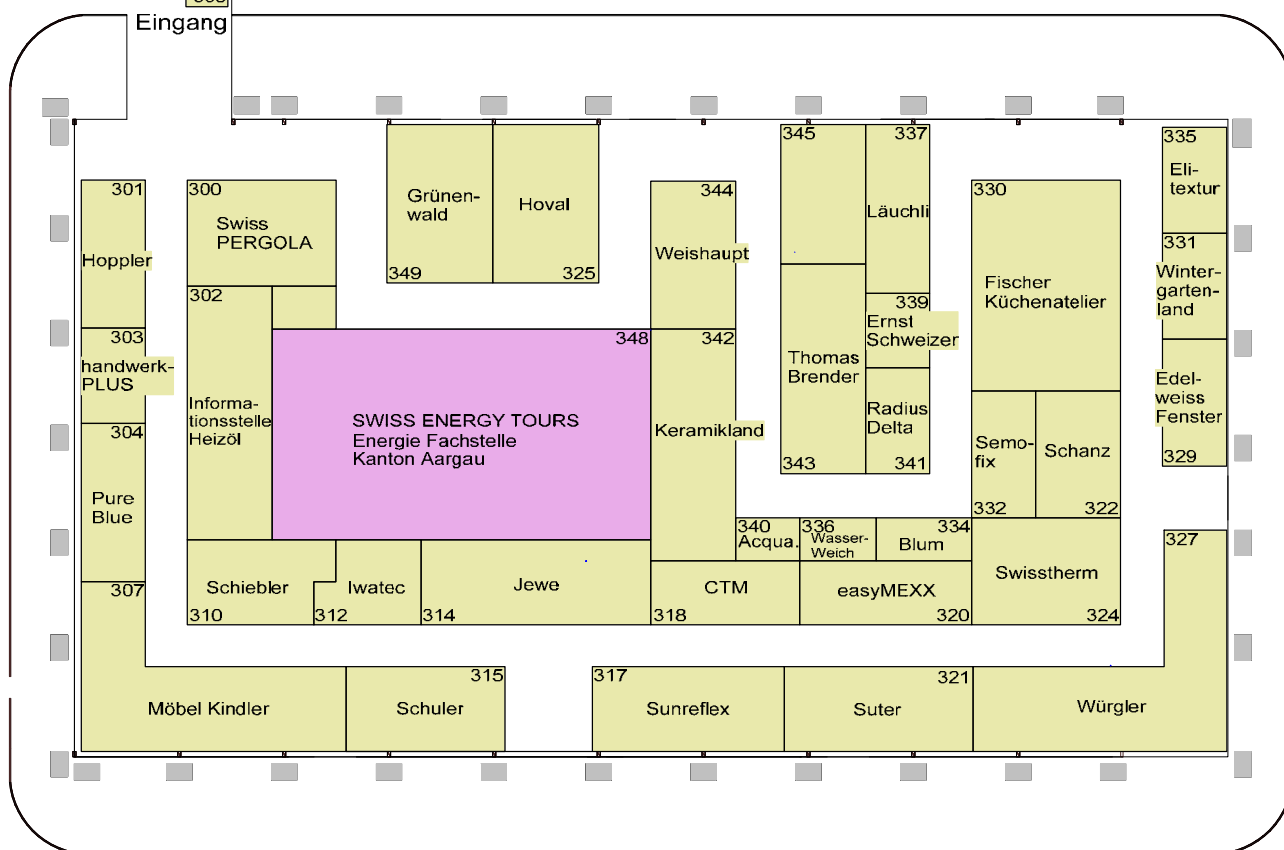 Eingang
301
Hoppler
303
handwerk-
PLUS
304
Pure
Blue
307
Möbel Kindler
300
Swiss
PERGOLA
302
Informa-
tionsstelle
Heizöl
Schiebler
310
Iwatec
312
Jewe
314
315
Schuler
Grünen-
wald
349
Hoval
325
348
SWISS ENERGY TOURS
Energie Fachstelle
Kanton Aargau
344
Weishaupt
342
Keramikland
CTM
318
340
Acqua.
336
Wasser-
Weich
334
Blum
easyMEXX
320
345
Thomas
Brender
343
337
Läuchli
339
Ernst
Schweizer
Radius
Delta
341
330
Fischer
Küchenatelier
Semo-
fix
332
Schanz
322
Swisstherm
324
335
Eli-
textur
331
Winter-
garten-
land
Edel-
weiss
Fenster
329
327
Würgler
317
Sunreflex
321
Suter